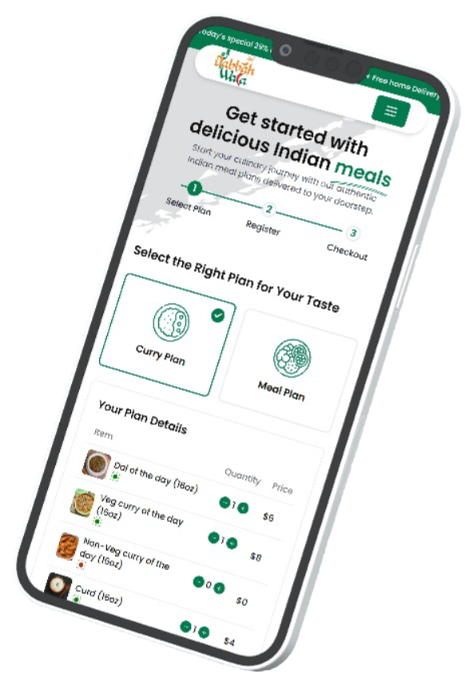 Today's special 25%
+ Free home Delivery
Dabbah
Wala
Get started with
delicious Indian meals
Start your culinary journey with our authentic
Indian meal plans delivered to your doorstep.
1
2
3
Select Plan
Register
Checkout
Select the Right Plan for Your Taste
Curry Plan
Meal Plan
Your Plan Details
Item
Quantity
Price
Dal of the day (16oz)
- 1 +
$6
Veg curry of the day
(16oz)
- 1 +
$8
Non-Veg curry of the
day (16oz)
- 0 +
$0
Curd (16oz)
- 1 +
$4